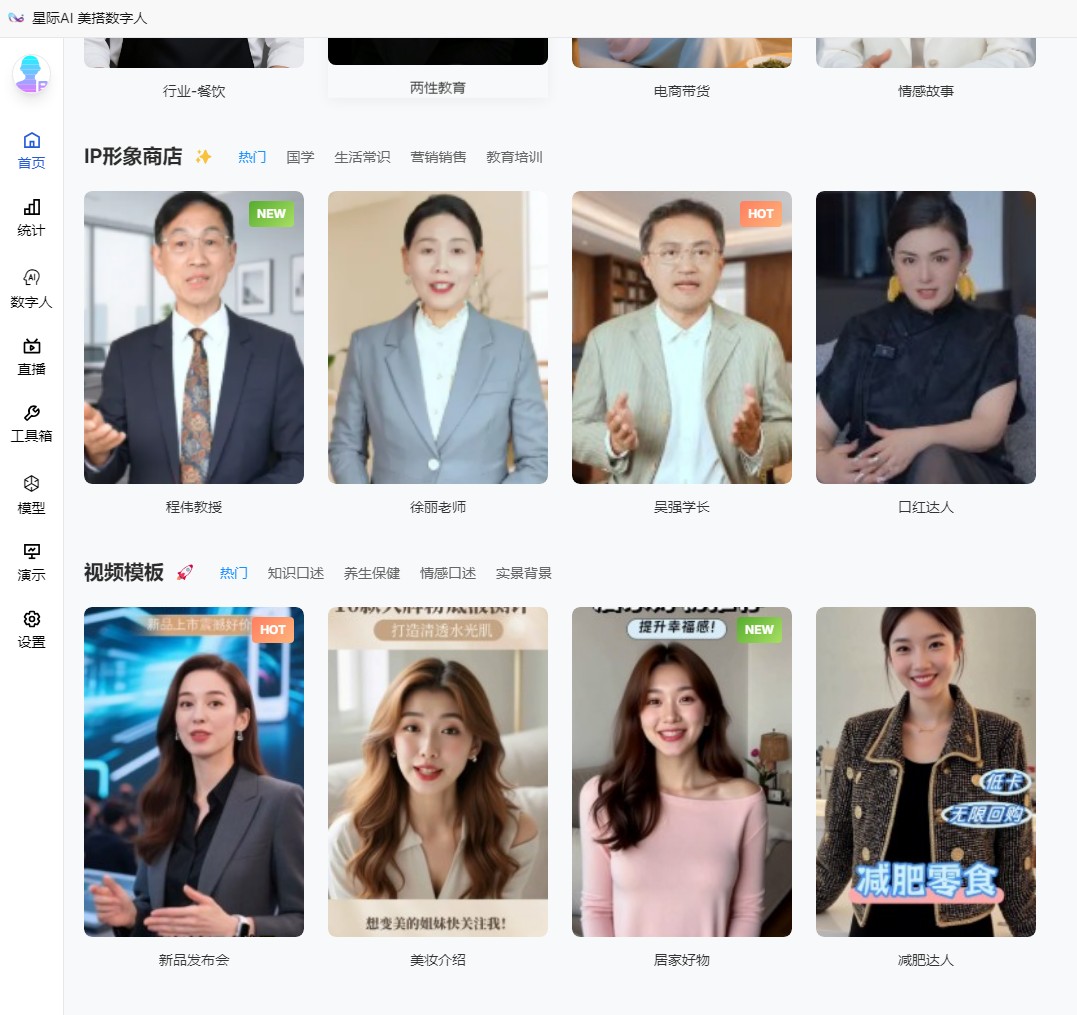 星际AI 美搭数字人
首页
统计
数字人
直播
工具箱
模型
演示
设置
行业-餐饮
两性教育
电商带货
情感故事
IP形象商店
热门 国学 生活常识 营销销售 教育培训
NEW
HOT
程伟教授
徐丽老师
吴强学长
口红达人
视频模板
热门 知识口述 养生保健 情感口述 实景背景
新品上市震撼好价
HOT
打造清透水光肌
想变美的姐妹快关注我!
提升幸福感!
NEW
低卡
无限回购
减肥零食
新品发布会
美妆介绍
居家好物
减肥达人